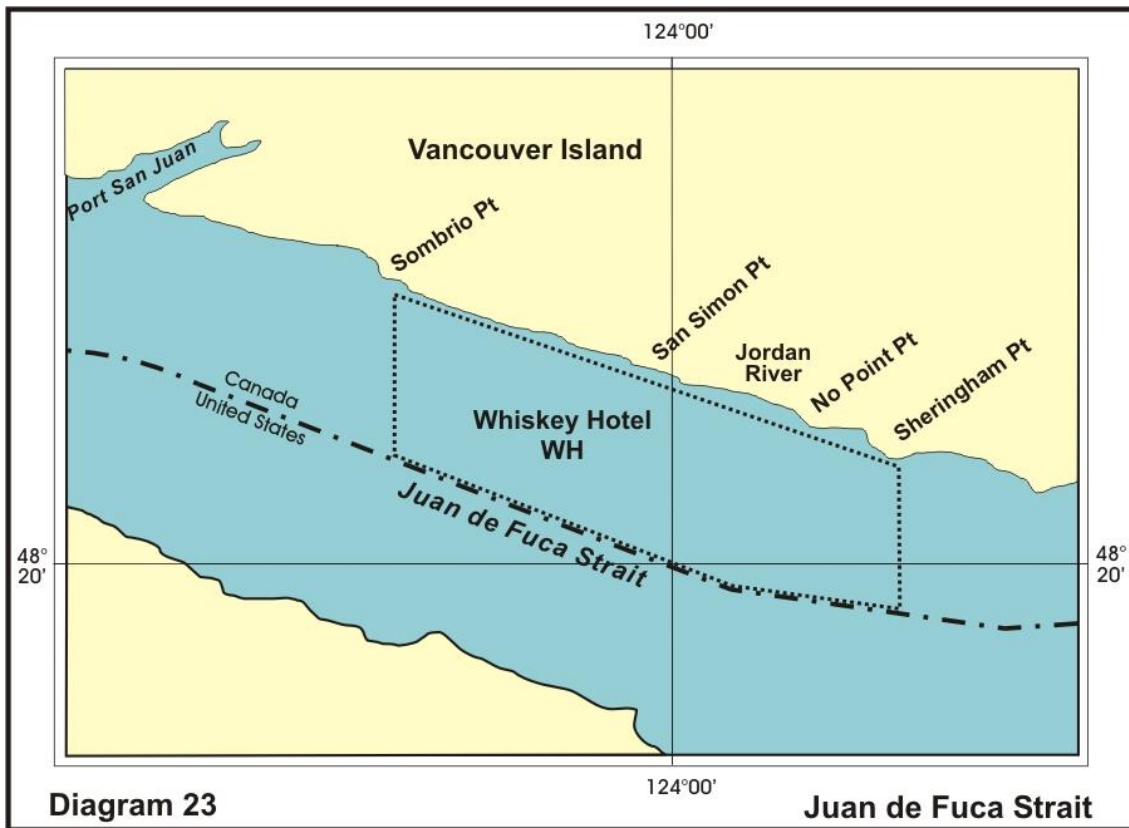 124°00'
Port San Juan
Vancouver Island
Sombrio Pt
San Simon Pt
Jordan
River
No Point Pt
Sheringham Pt
Canada
United States
Whiskey Hotel
WH
Juan de Fuca Strait
48°
20'
48°
20'
124°00'
Diagram 23
Juan de Fuca Strait